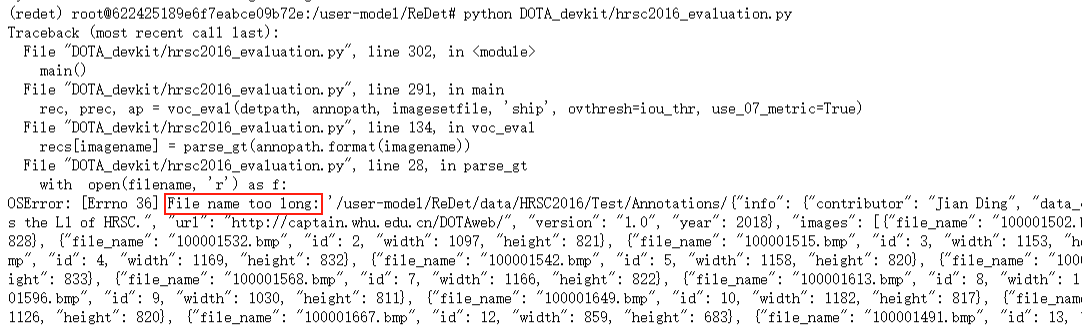 (redet) root@622425189e6f7eabce09b72e:/user-model/ReDet# python DOTA_devkit/hrsc2016_evaluation.py
Traceback (most recent call last):
  File "DOTA_devkit/hrsc2016_evaluation.py", line 302, in <module>
    main()
  File "DOTA_devkit/hrsc2016_evaluation.py", line 291, in main
    rec, prec, ap = voc_eval(detpath, annopath, imagesetfile, 'ship', ovthresh=iou_thr, use_07_metric=True)
  File "DOTA_devkit/hrsc2016_evaluation.py", line 134, in voc_eval
    recs[imagename] = parse_gt(annopath.format(imagename))
  File "DOTA_devkit/hrsc2016_evaluation.py", line 28, in parse_gt
    with  open(filename, 'r') as f:
OSError: [Errno 36] File name too long: '/user-model/ReDet/data/HRSC2016/Test/Annotations/{"info": {"contributor": "Jian Ding", "data_
s the L1 of HRSC.", "url": "http://captain.whu.edu.cn/DOTAweb/", "version": "1.0", "year": 2018}, "images": [{"file_name": "100001502.
828}, {"file_name": "100001532.bmp", "id": 2, "width": 1097, "height": 821}, {"file_name": "100001515.bmp", "id": 3, "width": 1153, "he
mp", "id": 4, "width": 1169, "height": 832}, {"file_name": "100001542.bmp", "id": 5, "width": 1158, "height": 820}, {"file_name": "100
ight": 833}, {"file_name": "100001568.bmp", "id": 7, "width": 1166, "height": 822}, {"file_name": "100001613.bmp", "id": 8, "width": 1
01596.bmp", "id": 9, "width": 1030, "height": 811}, {"file_name": "100001649.bmp", "id": 10, "width": 1182, "height": 817}, {"file_na
1126, "height": 820}, {"file_name": "100001667.bmp", "id": 12, "width": 859, "height": 683}, {"file_name": "100001491.bmp", "id": 13,